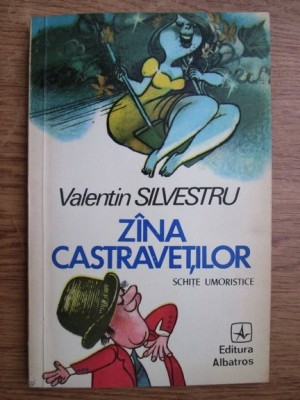 Valentin SILVESTRU
ZÎNA
CASTRAVEȚILOR
SCHIȚE UMORISTICE
Editura
Albatros